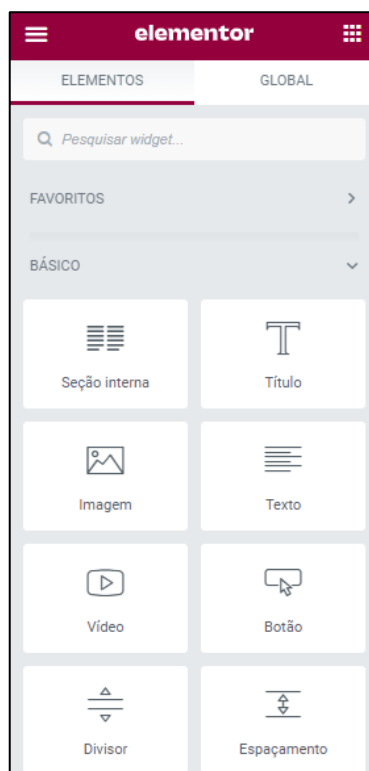 elementor
ELEMENTOS GLOBAL
Pesquisar widget...
FAVORITOS
BÁSICO
Seção interna Título
Imagem Texto
Vídeo Botão
Divisor Espaçamento